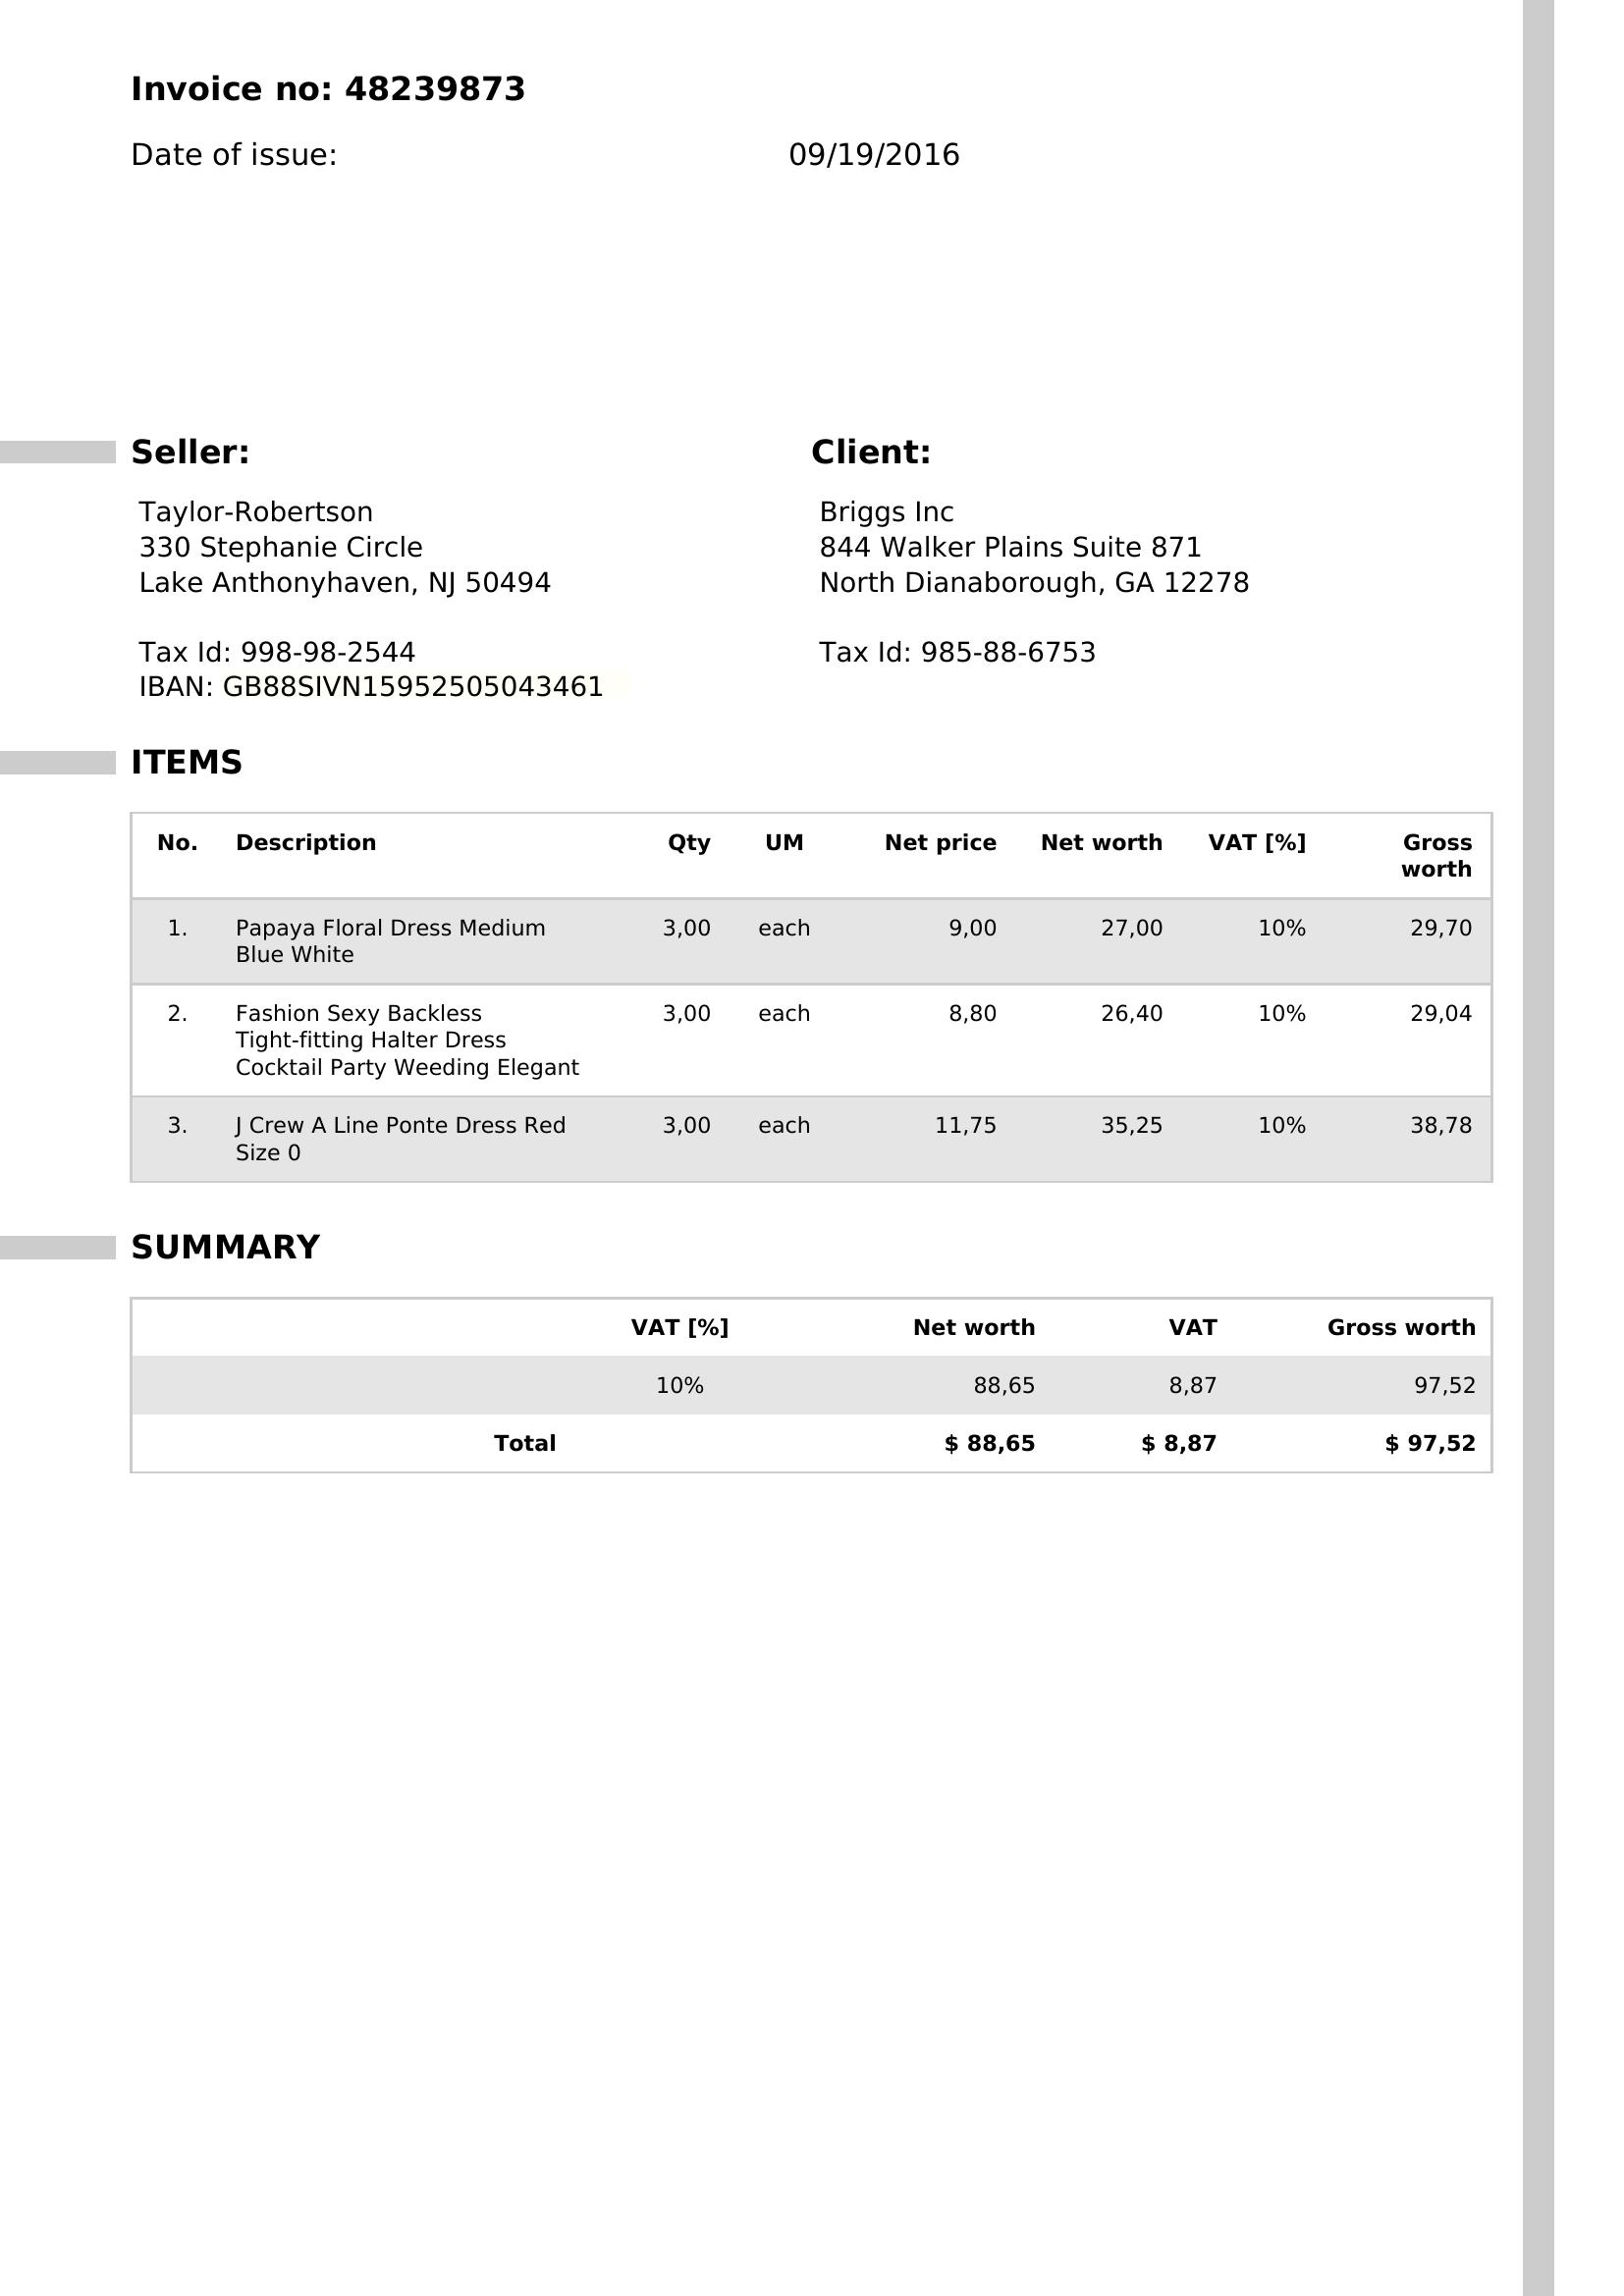 Invoice no: 48239873
Date of issue: 09/19/2016
Seller:
Taylor-Robertson
330 Stephanie Circle
Lake Anthonyhaven, NJ 50494
Tax Id: 998-98-2544
IBAN: GB88SIVN15952505043461
Client:
Briggs Inc
844 Walker Plains Suite 871
North Dianaborough, GA 12278
Tax Id: 985-88-6753
ITEMS
No. Description Qty UM Net price Net worth VAT [%] Gross
worth
1. Papaya Floral Dress Medium 3,00 each 9,00 27,00 10% 29,70
Blue White
2. Fashion Sexy Backless 3,00 each 8,80 26,40 10% 29,04
Tight-fitting Halter Dress
Cocktail Party Weeding Elegant
3. J Crew A Line Ponte Dress Red 3,00 each 11,75 35,25 10% 38,78
Size 0
SUMMARY
VAT [%] Net worth VAT Gross worth
10% 88,65 8,87 97,52
Total $ 88,65 $ 8,87 $ 97,52